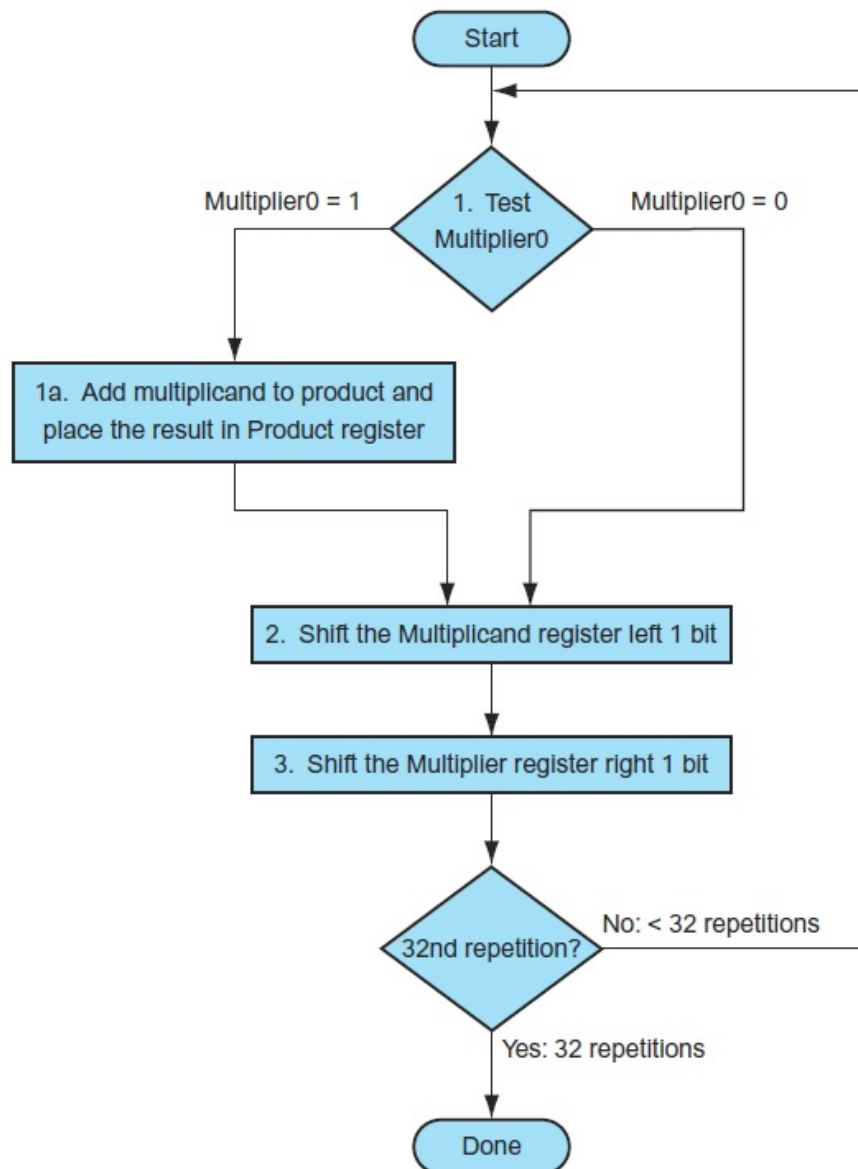 Start
Multiplier0 = 1
1. Test
Multiplier0
Multiplier0 = 0
1a. Add multiplicand to product and
place the result in Product register
2. Shift the Multiplicand register left 1 bit
3. Shift the Multiplier register right 1 bit
32nd repetition?
No: < 32 repetitions
Yes: 32 repetitions
Done